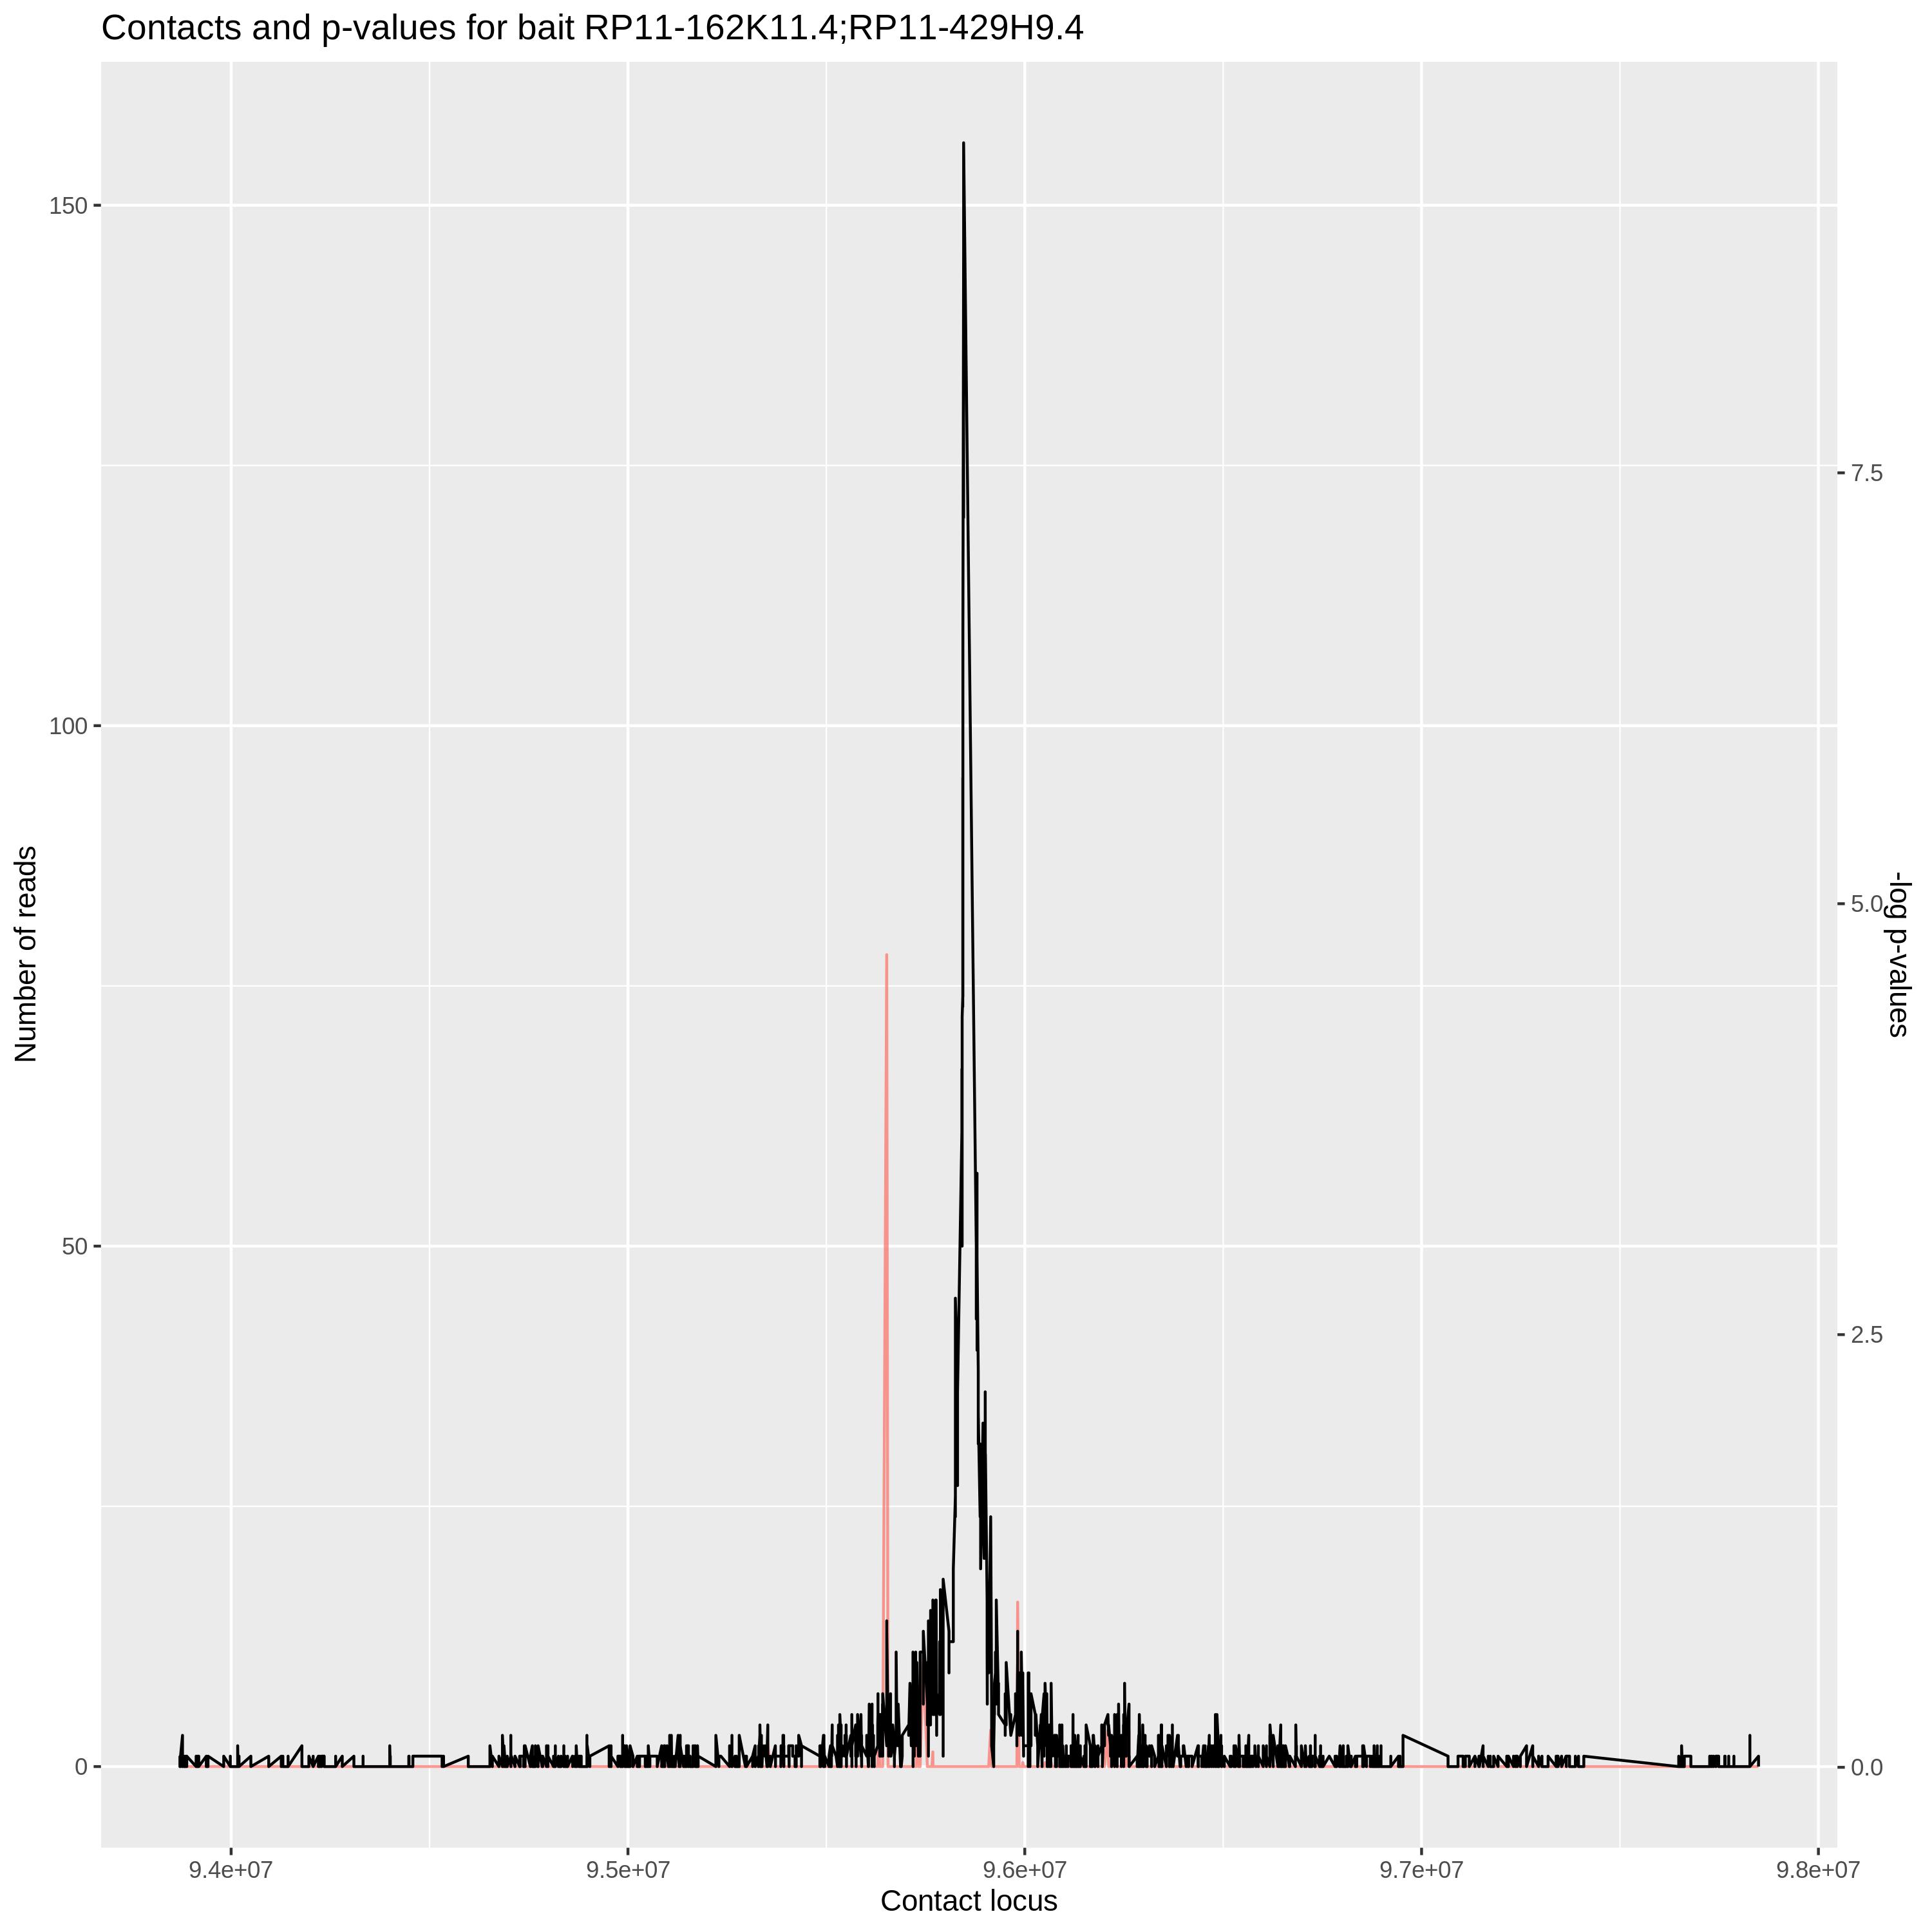 Contacts and p-values for bait RP11-162K11.4;RP11-429H9.4
150
100
50
0
Number of reads
7.5
5.0
2.5
0.0
-log p-values
9.4e+07
9.5e+07
9.6e+07
9.7e+07
9.8e+07
Contact locus